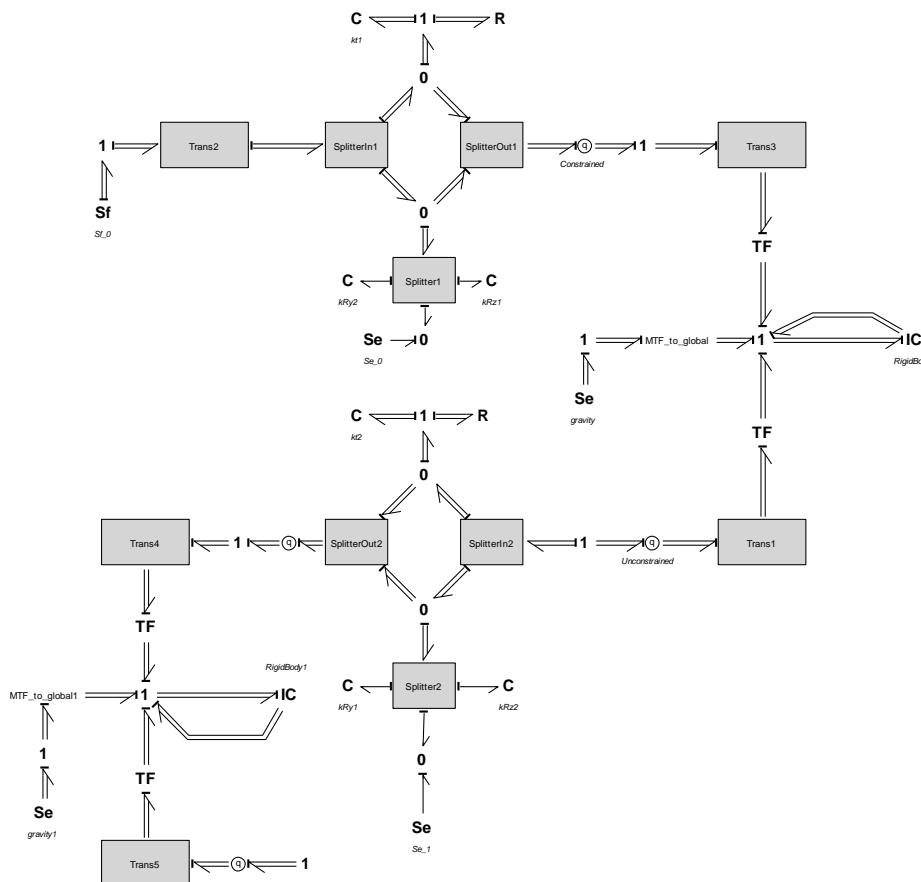 C 1 R
kt1
0
1 Trans2 SplitterIn1 SplitterOut1 q 1 Trans3
Constrained
Sf 0
Sf_0
TF
C Splitter1 C
kRy2 kRz1
Se 0 1 MTF_to_global 1 IC
Se_0 RigidBo
Se
gravity
C 1 R
kt2
TF
0
Trans4 1 q SplitterOut2 SplitterIn2 1 q Trans1
Unconstrained
0
TF
RigidBody1
C Splitter2 C
MTF_to_global1 1 IC
kRy1 kRz2
1 0
TF
Se
gravity1
Se
Se_1
Trans5 q 1